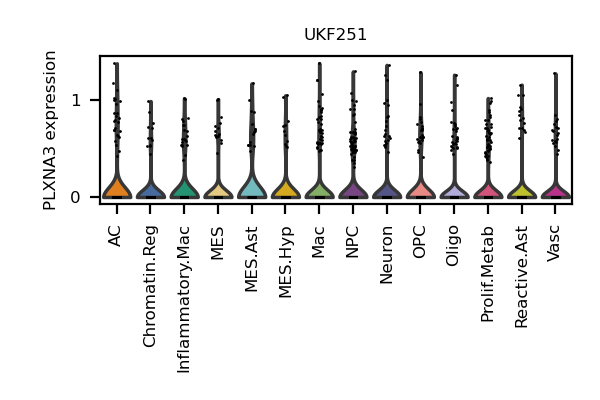 UKF251
PLXNA3 expression
1
0
AC
Chromatin.Reg
Inflammatory.Mac
MES
MES.Ast
MES.Hyp
Mac
NPC
Neuron
OPC
Oligo
Prolif.Metab
Reactive.Ast
Vasc